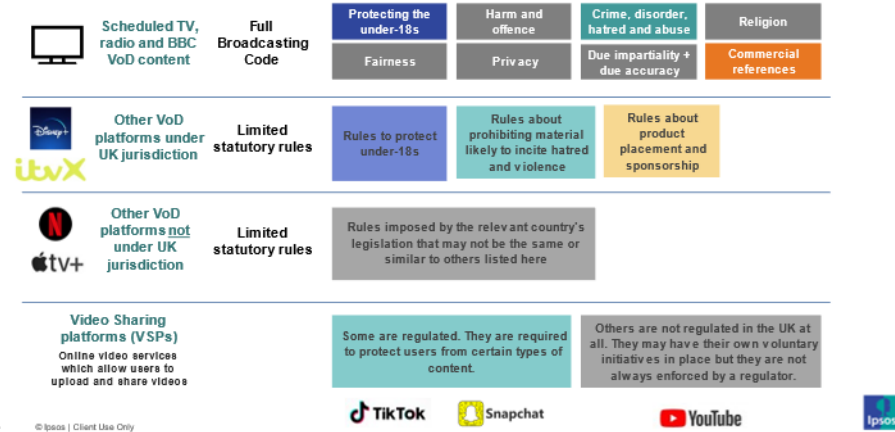 Scheduled TV,
radio and BBC
VoD content
Full
Broadcasting
Code
Protecting the
under-18s
Harm and
offence
Crime, disorder,
hatred and abuse
Religion
Fairness
Privacy
Due impartiality +
due accuracy
Commercial
references
Disney+
itvX
Other VoD
platforms under
UK jurisdiction
Limited
statutory rules
Rules to protect
under-18s
Rules about
prohibiting material
likely to incite hatred
and violence
Rules about
product
placement and
sponsorship
N
tv+
Other VoD
platforms not
under UK
jurisdiction
Limited
statutory rules
Rules imposed by the relevant country's
legislation that may not be the same or
similar to others listed here
Video Sharing
platforms (VSPs)
Online video services
which allow users to
upload and share videos
Some are regulated. They are required
to protect users from certain types of
content.
Others are not regulated in the UK at
all. They may have their own voluntary
initiatives in place but they are not
always enforced by a regulator.
TikTok
Snapchat
YouTube
© Ipsos | Client Use Only
Ipsos